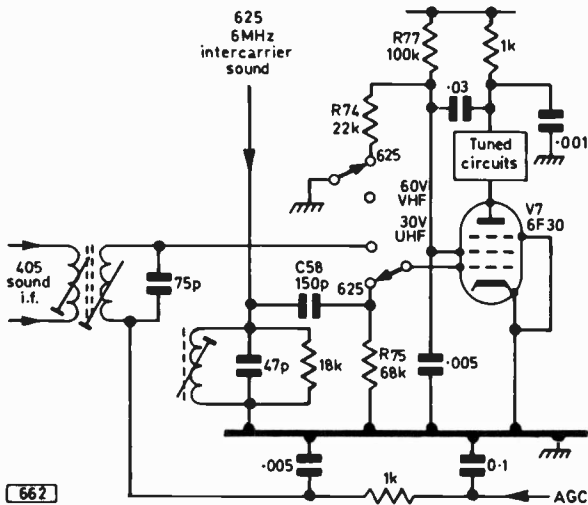 625
6MHz
intercarrier
sound
R77
100k
1k
·03
R74
22k
·001
625
Tuned
circuits
60V
VHF
30V
UHF
V7
6F30
405
sound
i.f.
75p
C58
150p
625
47p
18k
R75
68k
·005
·005
0·1
1k
AGC
662